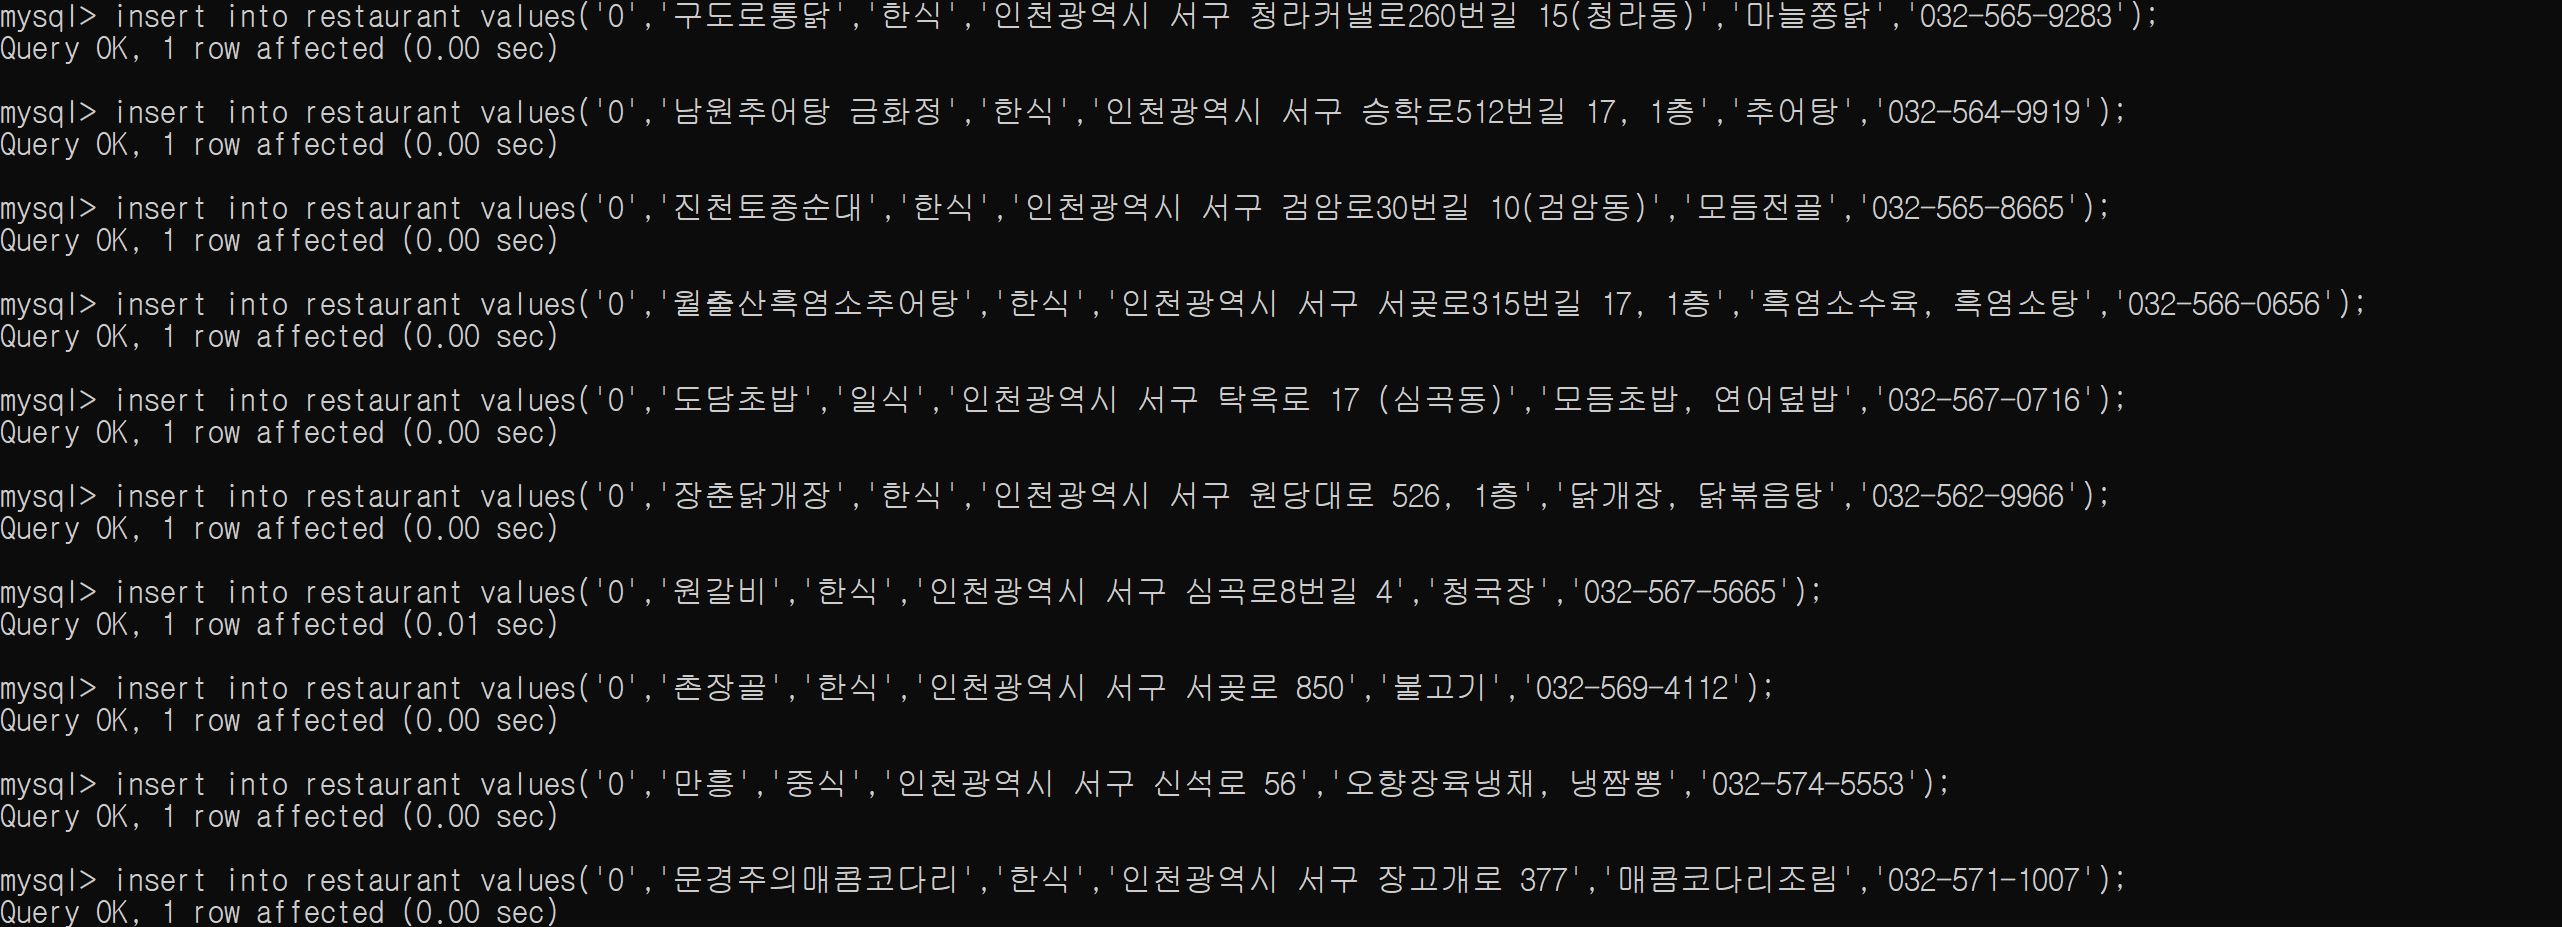 mysql> insert into restaurant values('0','구도로통닭','한식','인천광역시 서구 청라커낼로260번길 15(청라동)','마늘쫑닭','032-565-9283');
Query OK, 1 row affected (0.00 sec)
mysql> insert into restaurant values('0','남원추어탕 금화정','한식','인천광역시 서구 승학로512번길 17, 1층','추어탕','032-564-9919');
Query OK, 1 row affected (0.00 sec)
mysql> insert into restaurant values('0','진천토종순대','한식','인천광역시 서구 검암로30번길 10(검암동)','모듬전골','032-565-8665');
Query OK, 1 row affected (0.00 sec)
mysql> insert into restaurant values('0','월출산흑염소추어탕','한식','인천광역시 서구 서곶로315번길 17, 1층','흑염소수육, 흑염소탕','032-566-0656');
Query OK, 1 row affected (0.00 sec)
mysql> insert into restaurant values('0','도담초밥','일식','인천광역시 서구 탁옥로 17 (심곡동)','모듬초밥, 연어덮밥','032-567-0716');
Query OK, 1 row affected (0.00 sec)
mysql> insert into restaurant values('0','장춘닭개장','한식','인천광역시 서구 원당대로 526, 1층','닭개장, 닭볶음탕','032-562-9966');
Query OK, 1 row affected (0.00 sec)
mysql> insert into restaurant values('0','원갈비','한식','인천광역시 서구 심곡로8번길 4','청국장','032-567-5665');
Query OK, 1 row affected (0.01 sec)
mysql> insert into restaurant values('0','촌장골','한식','인천광역시 서구 서곶로 850','불고기','032-569-4112');
Query OK, 1 row affected (0.00 sec)
mysql> insert into restaurant values('0','만흥','중식','인천광역시 서구 신석로 56','오향장육냉채, 냉짬뽕','032-574-5553');
Query OK, 1 row affected (0.00 sec)
mysql> insert into restaurant values('0','문경주의매콤코다리','한식','인천광역시 서구 장고개로 377','매콤코다리조림','032-571-1007');
Query OK, 1 row affected (0.00 sec)